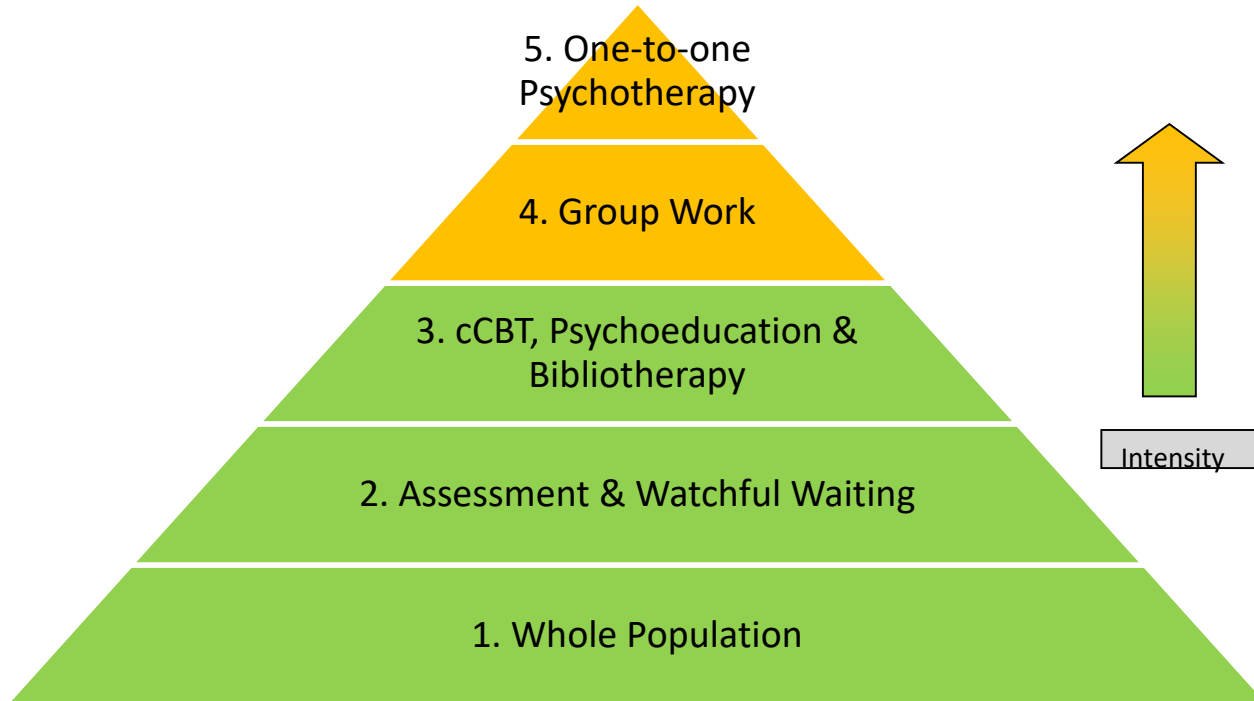 5. One-to-one
Psychotherapy
4. Group Work
3. cCBT, Psychoeducation &
Bibliotherapy
Intensity
2. Assessment & Watchful Waiting
1. Whole Population